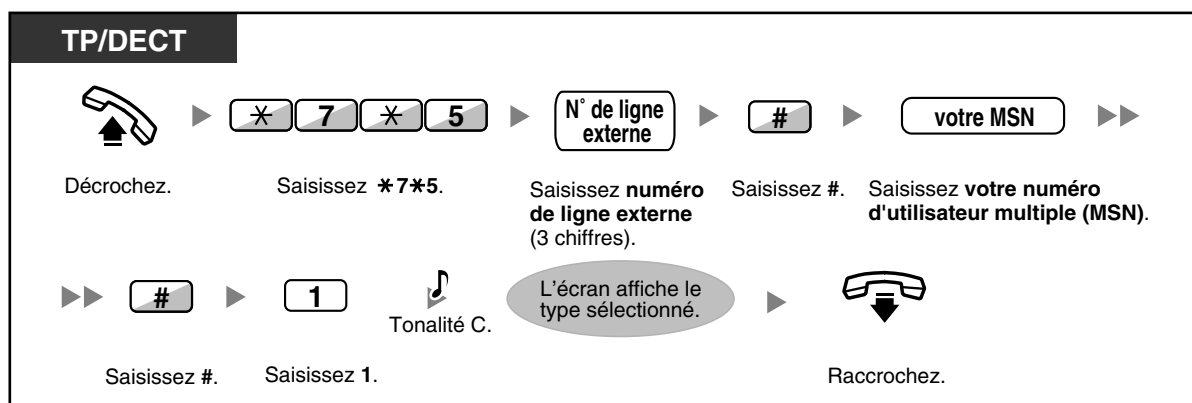 TP/DECT
✳ 7 ✳ 5
N° de ligne
externe
#
votre MSN
Décrochez.
Saisissez ✳7✳5.
Saisissez numéro
de ligne externe
(3 chiffres).
Saisissez #.
Saisissez votre numéro
d'utilisateur multiple (MSN).
#
1
Tonalité C.
L'écran affiche le
type sélectionné.
Saisissez #.
Saisissez 1.
Raccrochez.